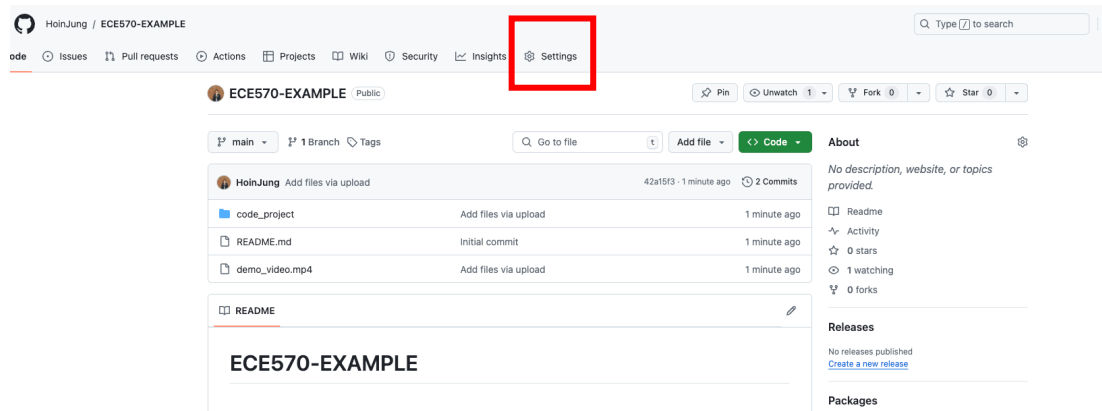 HoinJung / ECE570-EXAMPLE
Type / to search
ode Issues Pull requests Actions Projects Wiki Security Insights Settings
ECE570-EXAMPLE Public
Pin Unwatch 1 Fork 0 Star 0
main 1 Branch Tags Go to file t Add file Code
HoinJung Add files via upload 42a15f3 · 1 minute ago 2 Commits
code_project Add files via upload 1 minute ago
README.md Initial commit 1 minute ago
demo_video.mp4 Add files via upload 1 minute ago
README
ECE570-EXAMPLE
About
No description, website, or topics
provided.
Readme
Activity
0 stars
1 watching
0 forks
Releases
No releases published
Create a new release
Packages